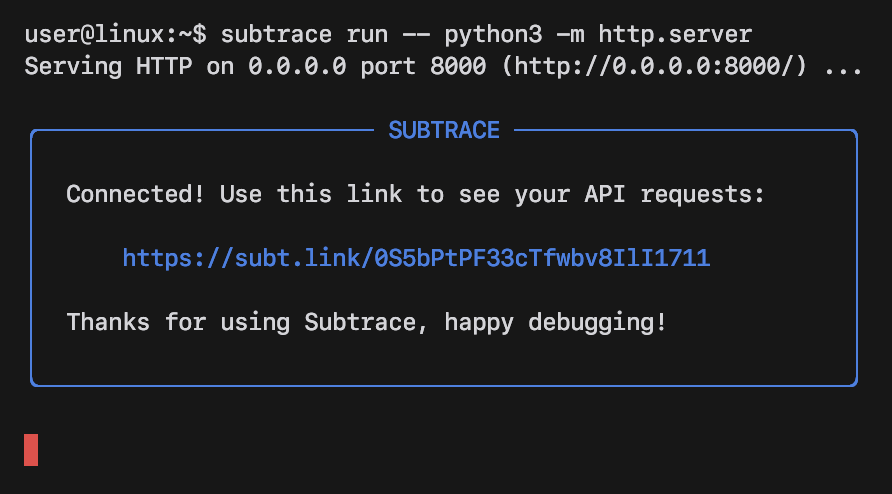 user@linux:~$ subtrace run -- python3 -m http.server
Serving HTTP on 0.0.0.0 port 8000 (http://0.0.0.0:8000/) ...
SUBTRACE
Connected! Use this link to see your API requests:
https://subt.link/0S5bPtPF33cTfwbv8IlI1711
Thanks for using Subtrace, happy debugging!